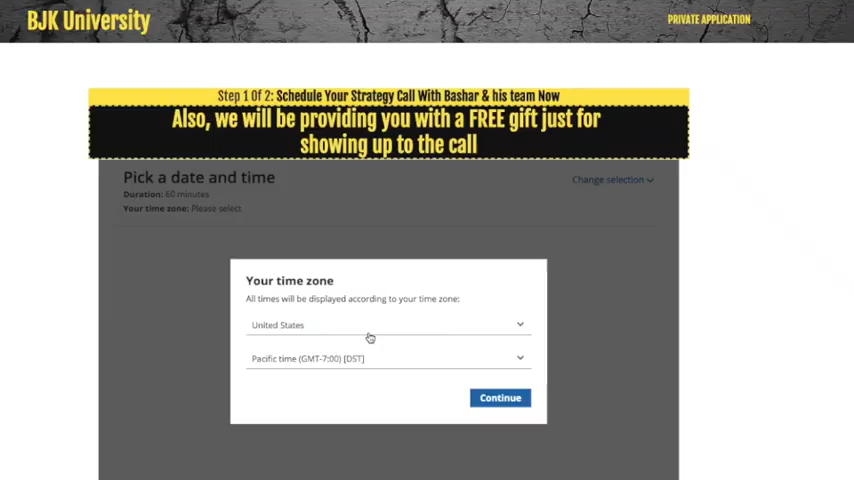 BJK University
PRIVATE APPLICATION
Step 1 Of 2: Schedule Your Strategy Call With Bashar & his team Now
Also, we will be providing you with a FREE gift just for
showing up to the call
Pick a date and time
Change selection
Duration: 60 minutes
Your time zone: Please select
Your time zone
All times will be displayed according to your time zone:
United States
Pacific time (GMT-7:00) [DST]
Continue